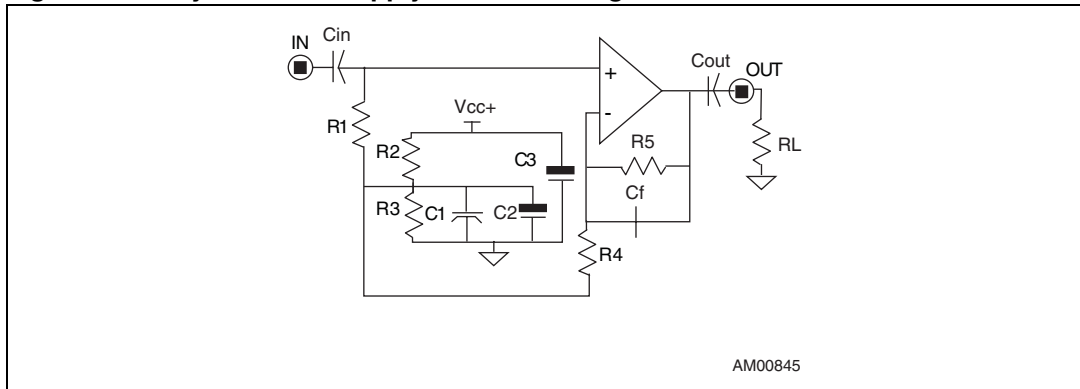 IN
Cin
Cout
OUT
+
-
Vcc+
R1
R2
C3
R5
RL
R3
C1
C2
Cf
R4
AM00845